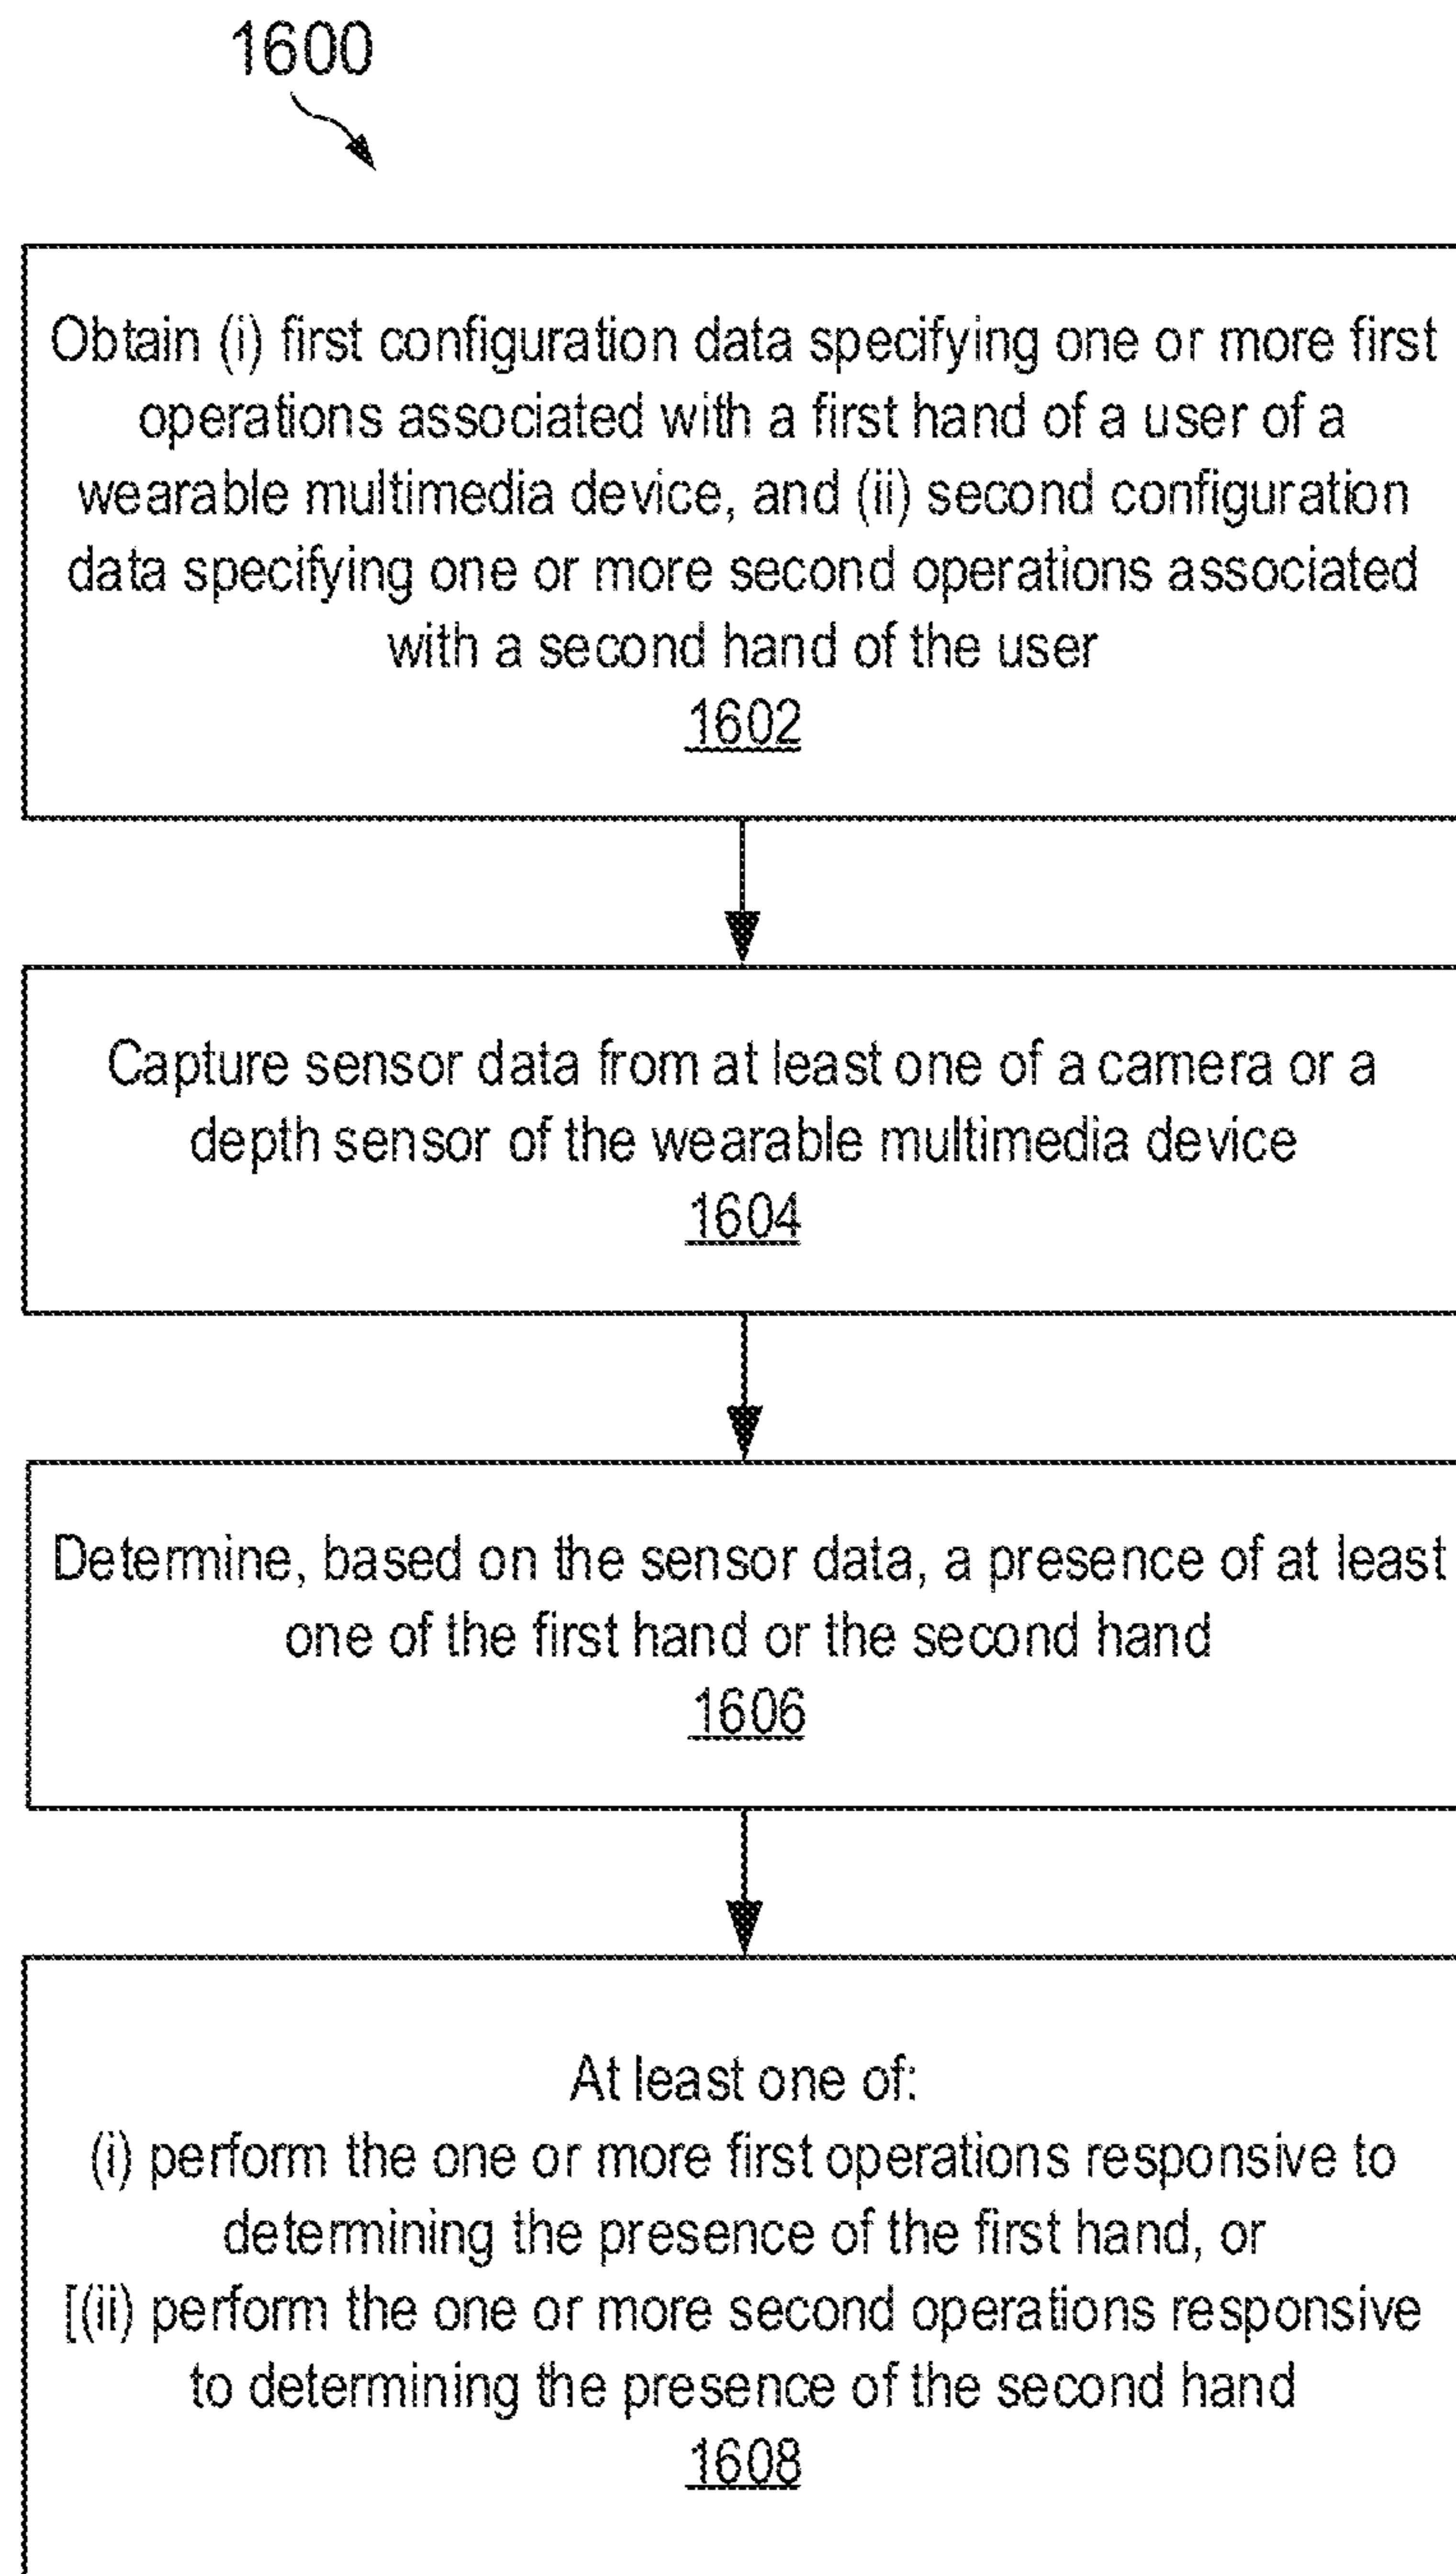 1600
Obtain (i) first configuration data specifying one or more first
operations associated with a first hand of a user of a
wearable multimedia device, and (ii) second configuration
data specifying one or more second operations associated
with a second hand of the user
1602
Capture sensor data from at least one of a camera or a
depth sensor of the wearable multimedia device
1604
Determine, based on the sensor data, a presence of at least
one of the first hand or the second hand
1606
At least one of:
(i) perform the one or more first operations responsive to
determining the presence of the first hand, or
[(ii) perform the one or more second operations responsive
to determining the presence of the second hand
1608